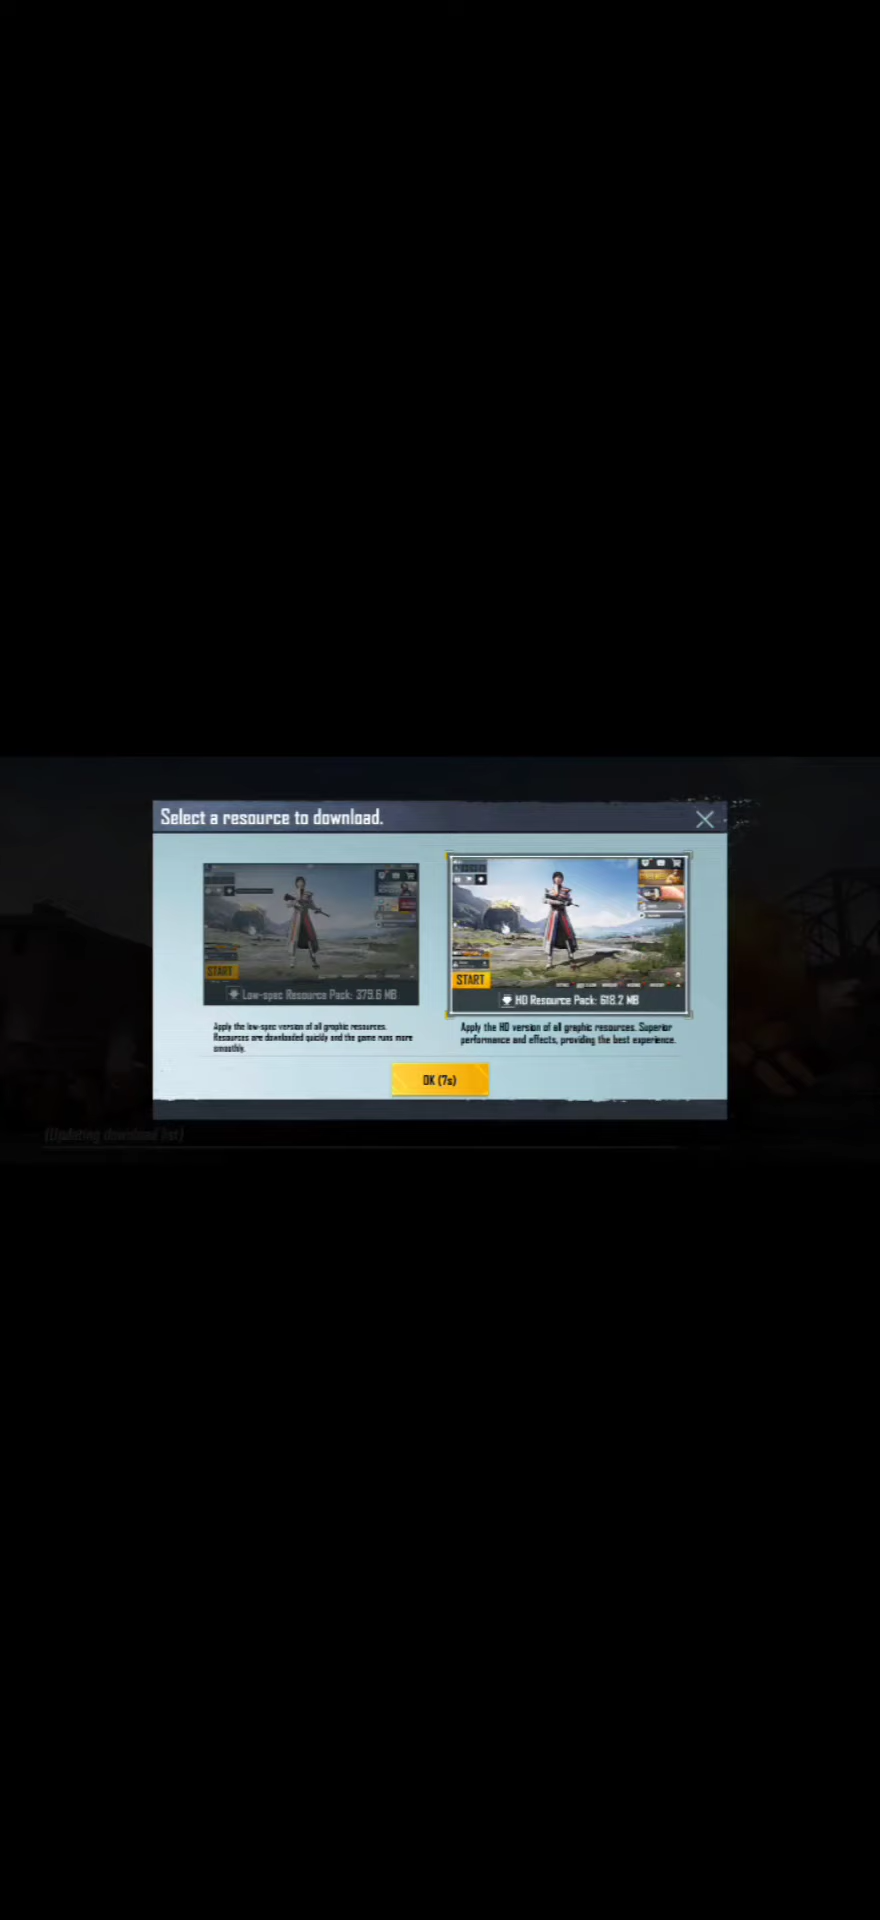 Select a resource to download.
START
Low-spec Resource Pack: 379.6 MB
Apply the low-spec version of all graphic resources.
Resources are downloaded quickly and the game runs more
smoothly.
START
HD Resource Pack: 618.2 MB
Apply the HD version of all graphic resources. Superior
performance and effects, providing the best experience.
OK (7s)
(Updating download list)